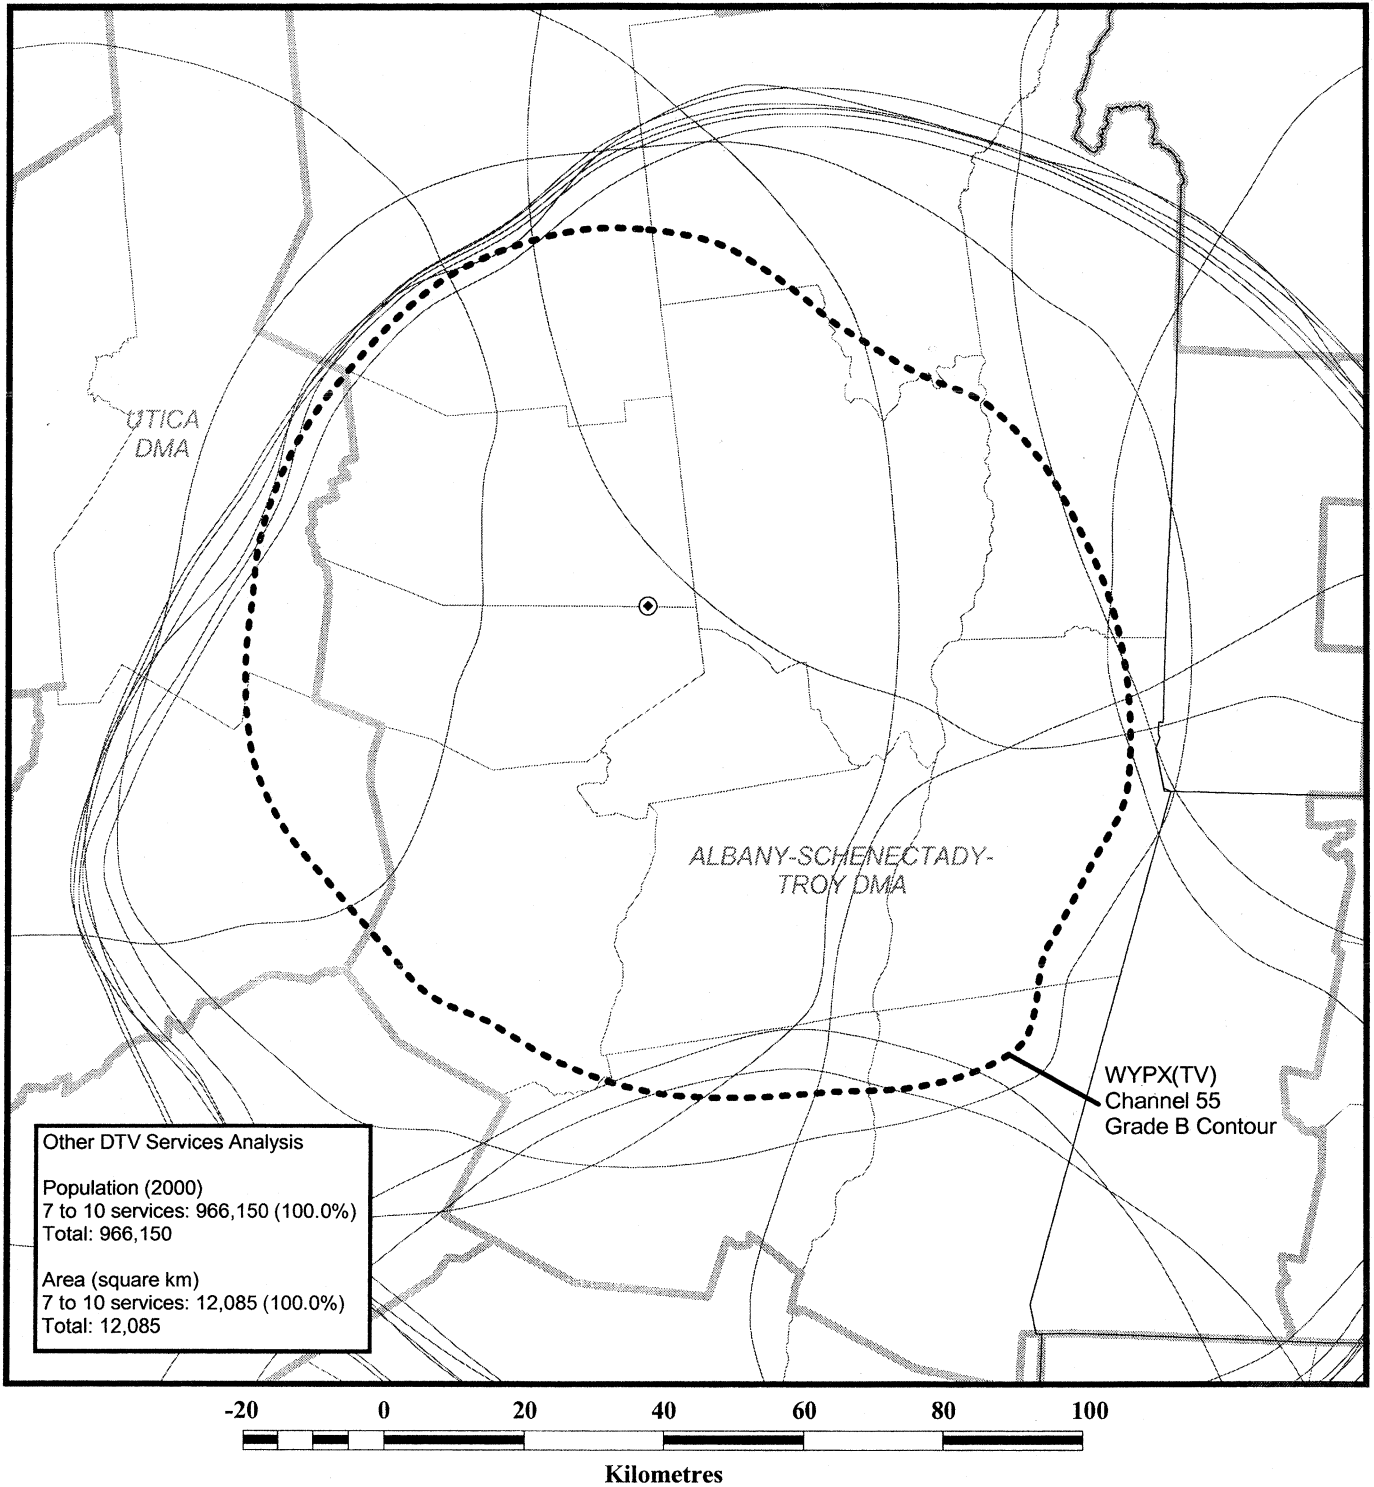 UTICA
DMA
ALBANY-SCHENECTADY-
TROY DMA
WYPX(TV)
Channel 55
Grade B Contour
Other DTV Services Analysis
Population (2000)
7 to 10 services: 966,150 (100.0%)
Total: 966,150
Area (square km)
7 to 10 services: 12,085 (100.0%)
Total: 12,085
-20 0 20 40 60 80 100
Kilometres